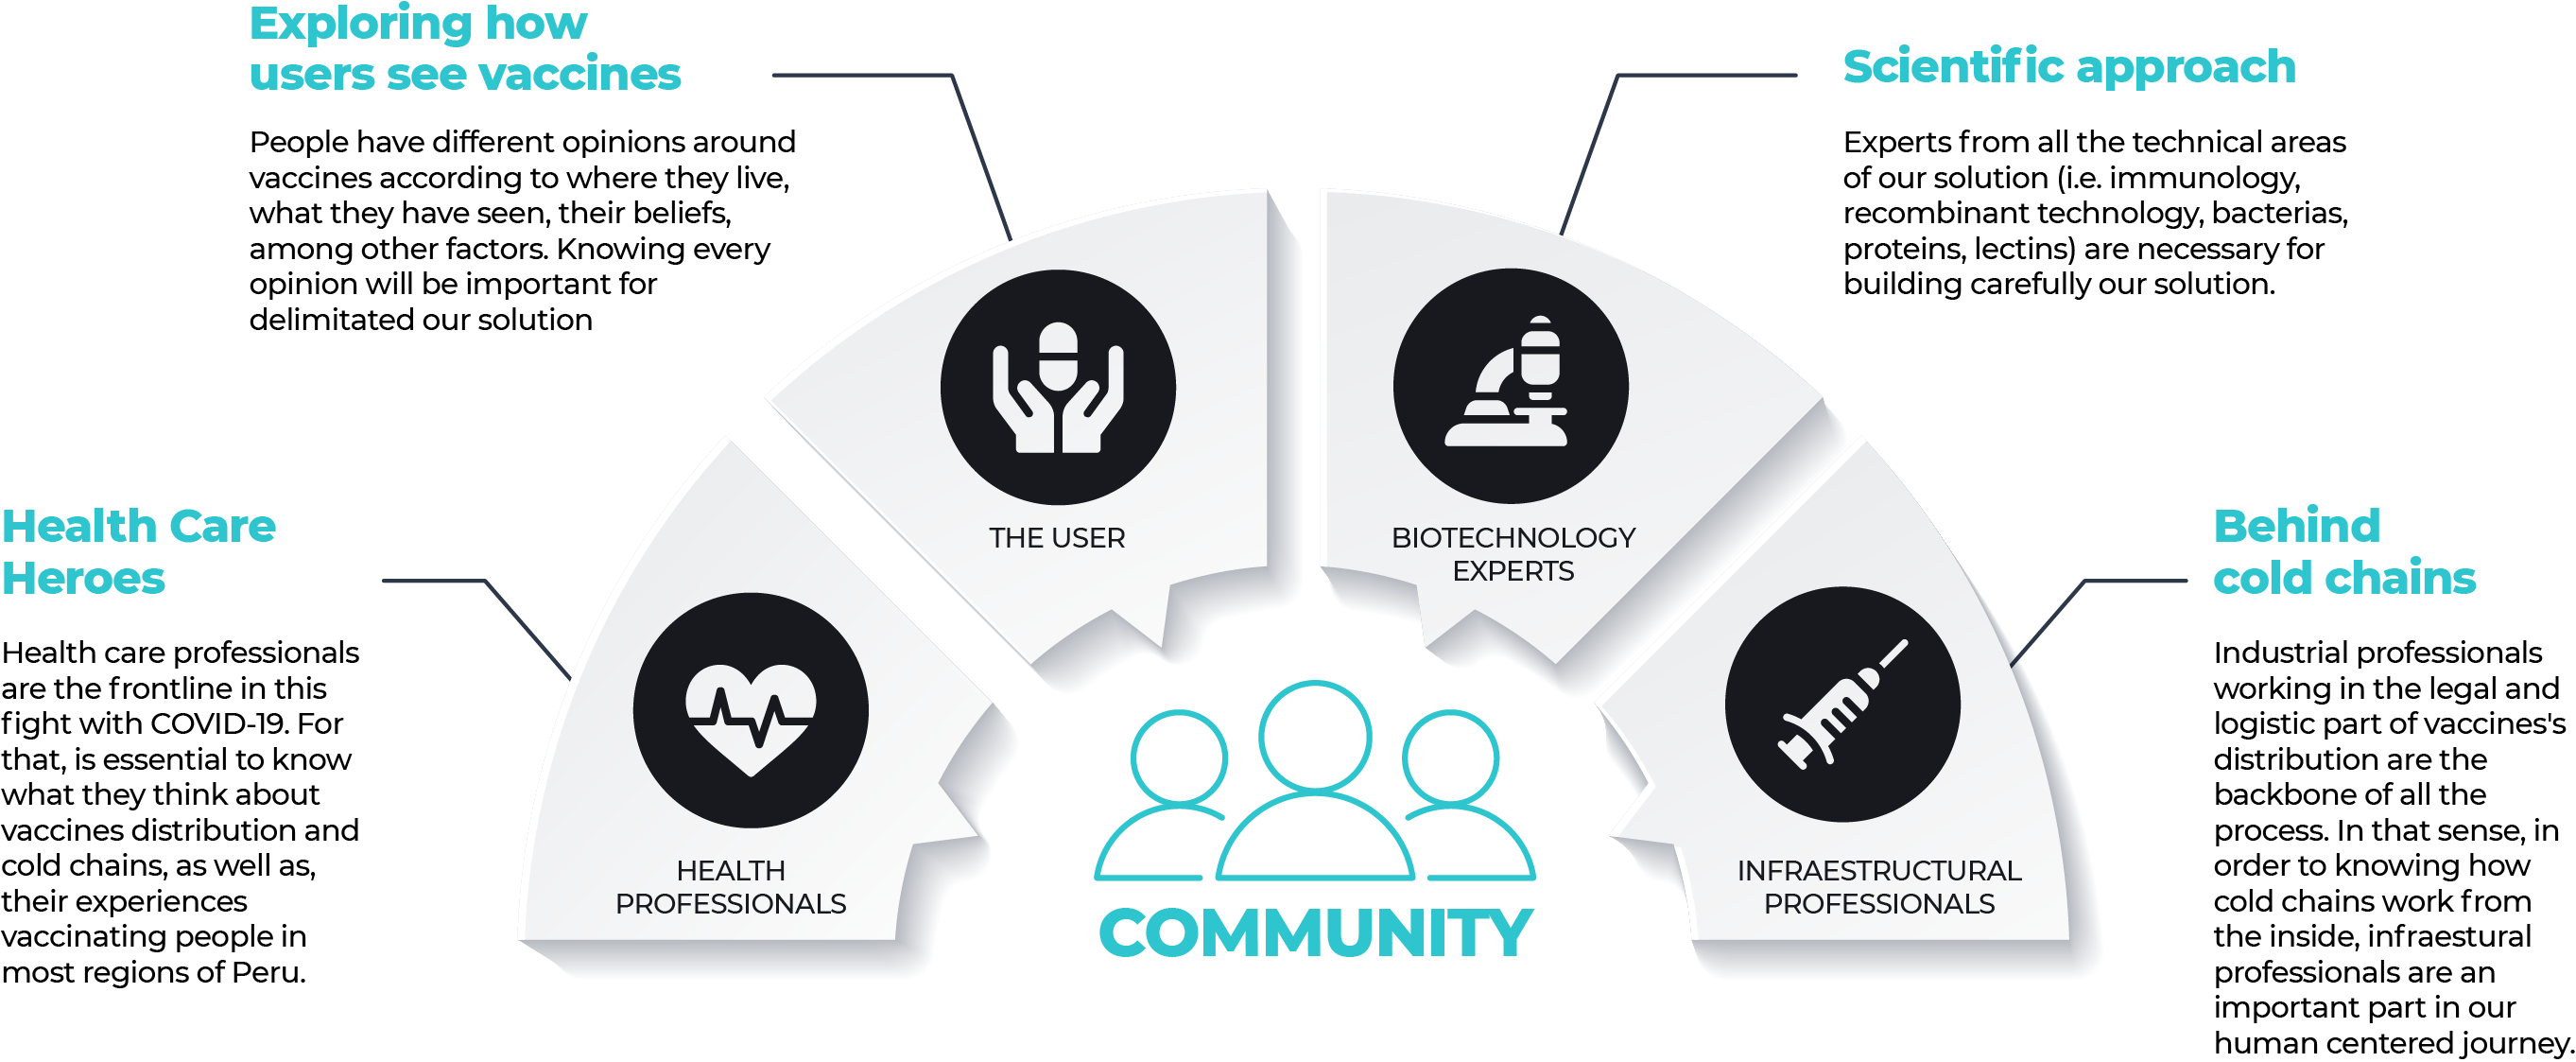 Exploring how
users see vaccines
People have different opinions around
vaccines according to where they live,
what they have seen, their beliefs,
among other factors. Knowing every
opinion will be important for
delimitated our solution
Scientific approach
Experts from all the technical areas
of our solution (i.e. immunology,
recombinant technology, bacterias,
proteins, lectins) are necessary for
building carefully our solution.
THE USER
BIOTECHNOLOGY
EXPERTS
Health Care
Heroes
Health care professionals
are the frontline in this
fight with COVID-19. For
that, is essential to know
what they think about
vaccines distribution and
cold chains, as well as,
their experiences
vaccinating people in
most regions of Peru.
HEALTH
PROFESSIONALS
COMMUNITY
INFRAESTRUCTURAL
PROFESSIONALS
Behind
cold chains
Industrial professionals
working in the legal and
logistic part of vaccines's
distribution are the
backbone of all the
process. In that sense, in
order to knowing how
cold chains work from
the inside, infraestural
professionals are an
important part in our
human centered journey.